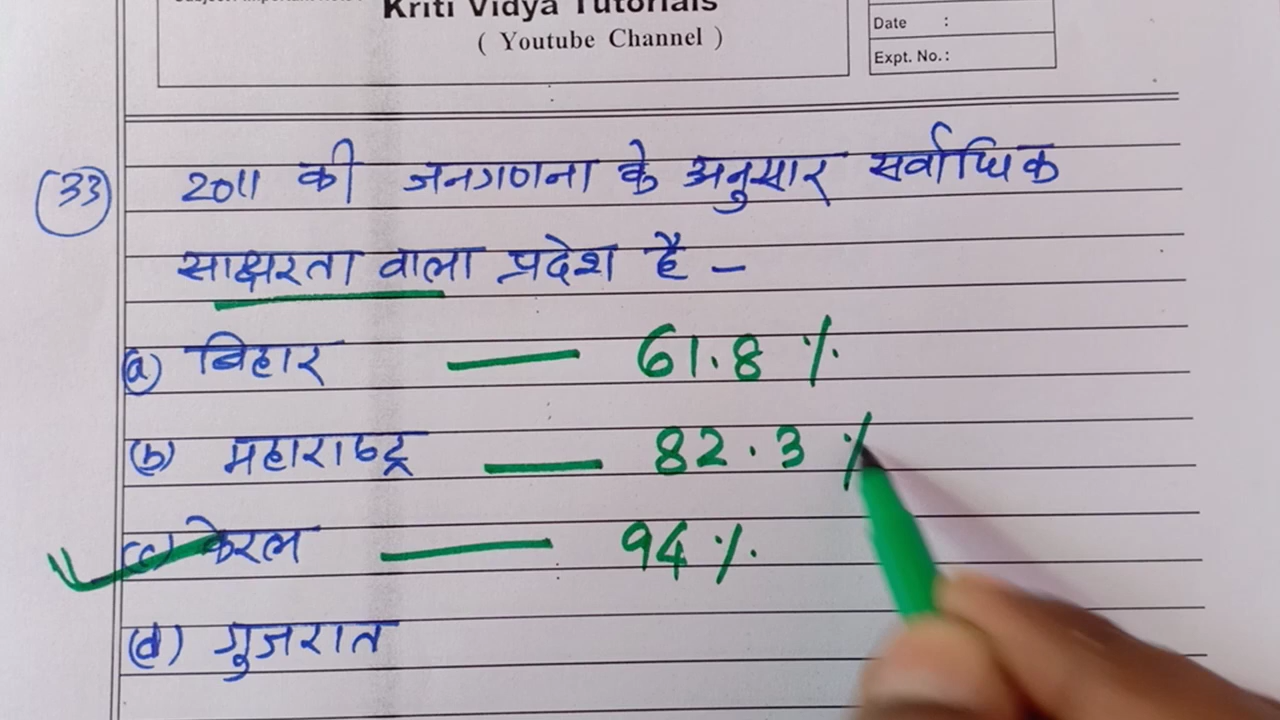 Kriti Vidya Tutorials
( Youtube Channel )
Date :
Expt. No. :
(33) 2011 की जनगणना के अनुसार सर्वाधिक
साक्षरता वाला प्रदेश है –
(a) बिहार — 61.8 %
(b) महाराष्ट्र — 82.3 %
(c) केरल — 94 %
(d) गुजरात